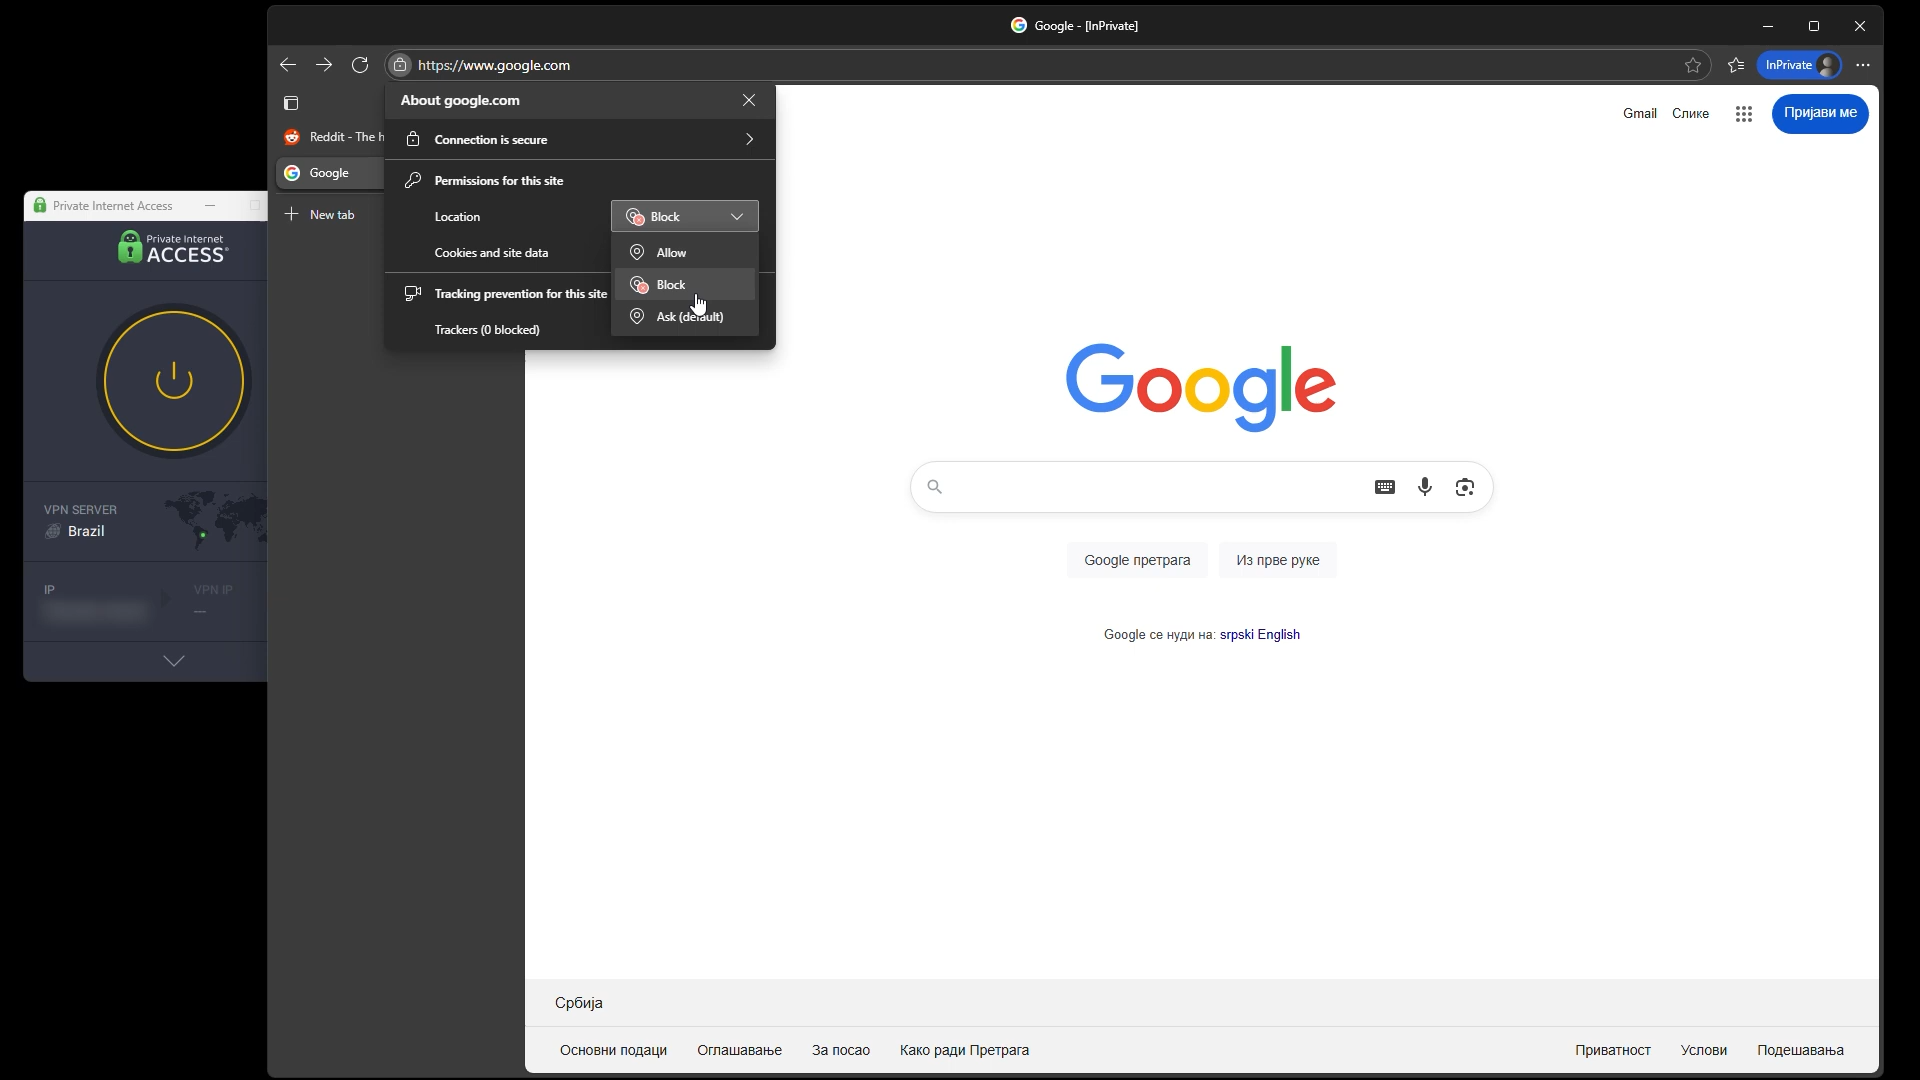 Google - [InPrivate]
https://www.google.com
InPrivate
About google.com
Reddit - The h
Google
New tab
Connection is secure
Permissions for this site
Location
Block
Cookies and site data
Allow
Block
Ask (default)
Tracking prevention for this site
Trackers (0 blocked)
Private Internet Access
Private Internet
ACCESS®
VPN SERVER
Brazil
IP
VPN IP
—
Gmail
Слике
Пријави ме
Google
Google претрага
Из прве руке
Google се нуди на: srpski English
Србија
Основни подаци
Оглашавање
За посао
Како ради Претрага
Приватност
Услови
Подешавања